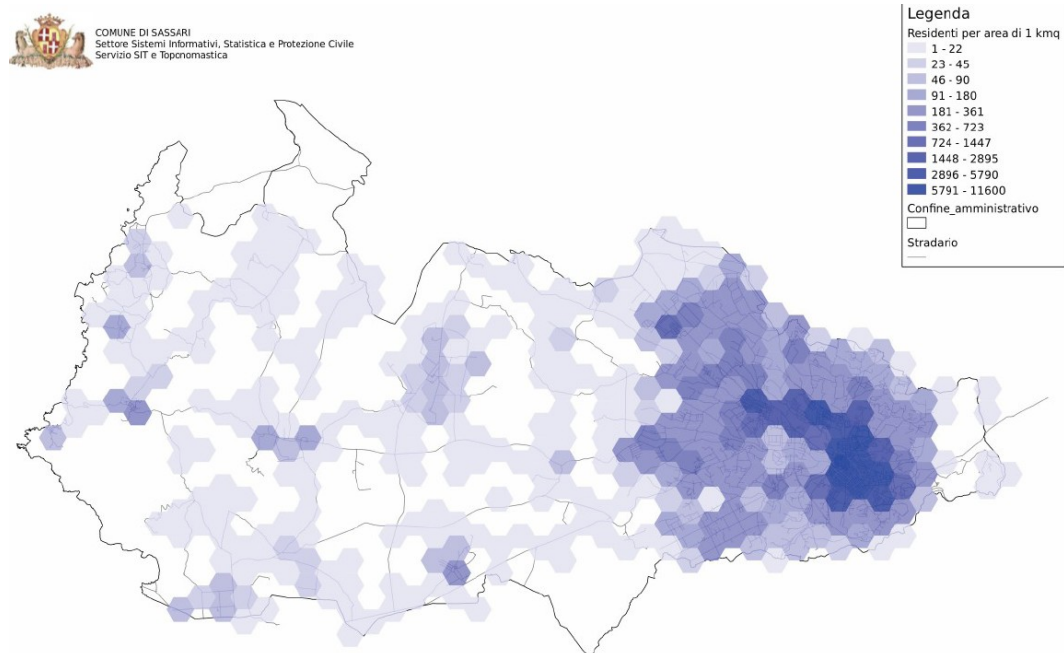 COMUNE DI SASSARI
Settore Sistemi Informativi, Statistica e Protezione Civile
Servizio SIT e Toponomastica
Legenda
Residenti per area di 1 kmq
1 - 22
23 - 45
46 - 90
91 - 180
181 - 361
362 - 723
724 - 1447
1448 - 2895
2896 - 5790
5791 - 11600
Confine_amministrativo
Stradario